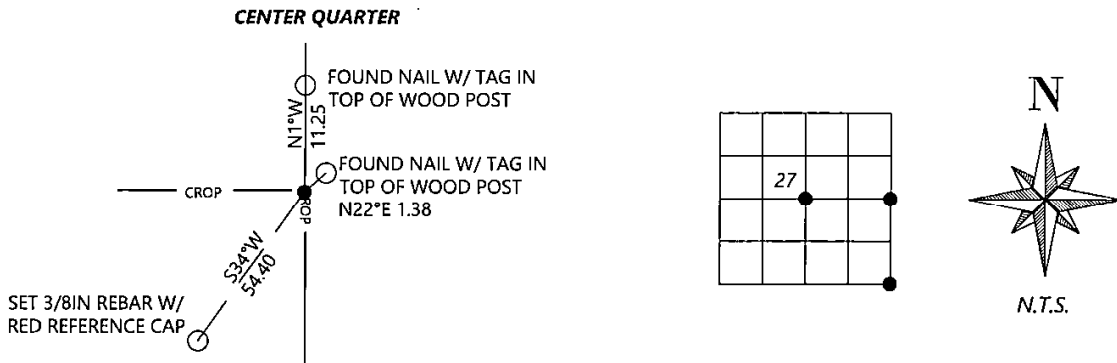 CENTER QUARTER
FOUND NAIL W/ TAG IN
TOP OF WOOD POST
N1°W
11.25
FOUND NAIL W/ TAG IN
TOP OF WOOD POST
N22°E 1.38
CROP
S34°W
54.40
SET 3/8IN REBAR W/
RED REFERENCE CAP
27
N
N.T.S.